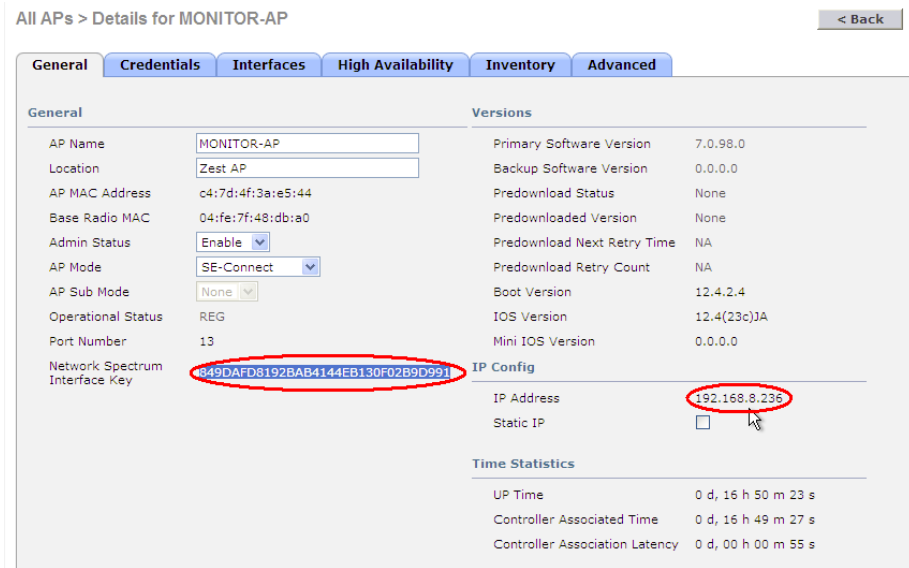 All APs > Details for MONITOR-AP
< Back
General Credentials Interfaces High Availability Inventory Advanced
General
AP Name MONITOR-AP
Location Zest AP
AP MAC Address c4:7d:4f:3a:e5:44
Base Radio MAC 04:fe:7f:48:db:a0
Admin Status Enable
AP Mode SE-Connect
AP Sub Mode None
Operational Status REG
Port Number 13
Network Spectrum
Interface Key 849DAFD8192BAB4144EB130F02B9D991
Versions
Primary Software Version 7.0.98.0
Backup Software Version 0.0.0.0
Predownload Status None
Predownloaded Version None
Predownload Next Retry Time NA
Predownload Retry Count NA
Boot Version 12.4.2.4
IOS Version 12.4(23c)JA
Mini IOS Version 0.0.0.0
IP Config
IP Address 192.168.8.236
Static IP
Time Statistics
UP Time 0 d, 16 h 50 m 23 s
Controller Associated Time 0 d, 16 h 49 m 27 s
Controller Association Latency 0 d, 00 h 00 m 55 s